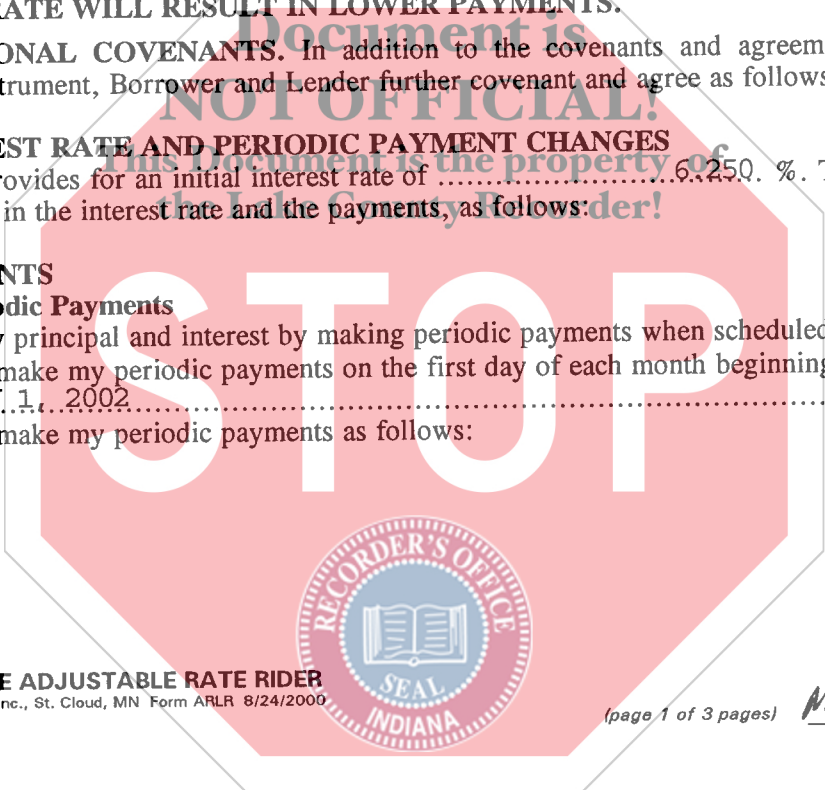 RATE WILL RESULT IN LOWER PAYMENTS.
Document is
ONAL COVENANTS. In addition to the covenants and agreem
trument, Borrower and Lender further covenant and agree as follows
NOT OFFICIAL!
EST RATE AND PERIODIC PAYMENT CHANGES
This Document is the property of
ovides for an initial interest rate of ........................6.250. %.
in the interest rate and the payments, as follows:
the Lake County Recorder!
NTS
odic Payments
principal and interest by making periodic payments when scheduled
make my periodic payments on the first day of each month beginning
1, 2002
make my periodic payments as follows:
STOP
RECORDER'S OFFICE
SEAL
INDIANA
E ADJUSTABLE RATE RIDER
nc., St. Cloud, MN Form ARLR 8/24/2000
(page 1 of 3 pages)